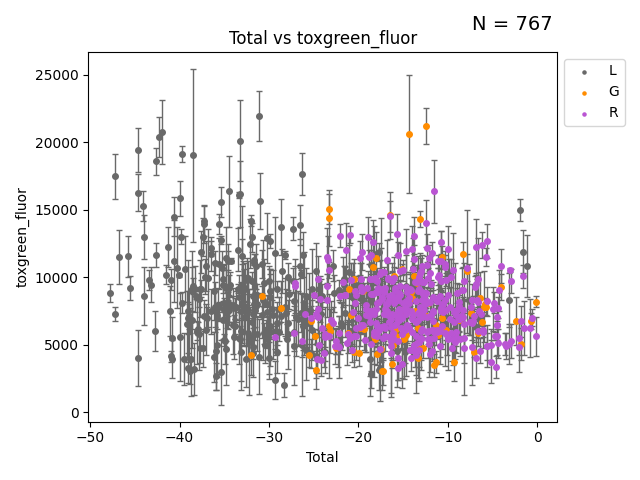 N = 767
Total vs toxgreen_fluor
25000
20000
15000
10000
5000
0
toxgreen_fluor
−50
−40
−30
−20
−10
0
Total
L
G
R